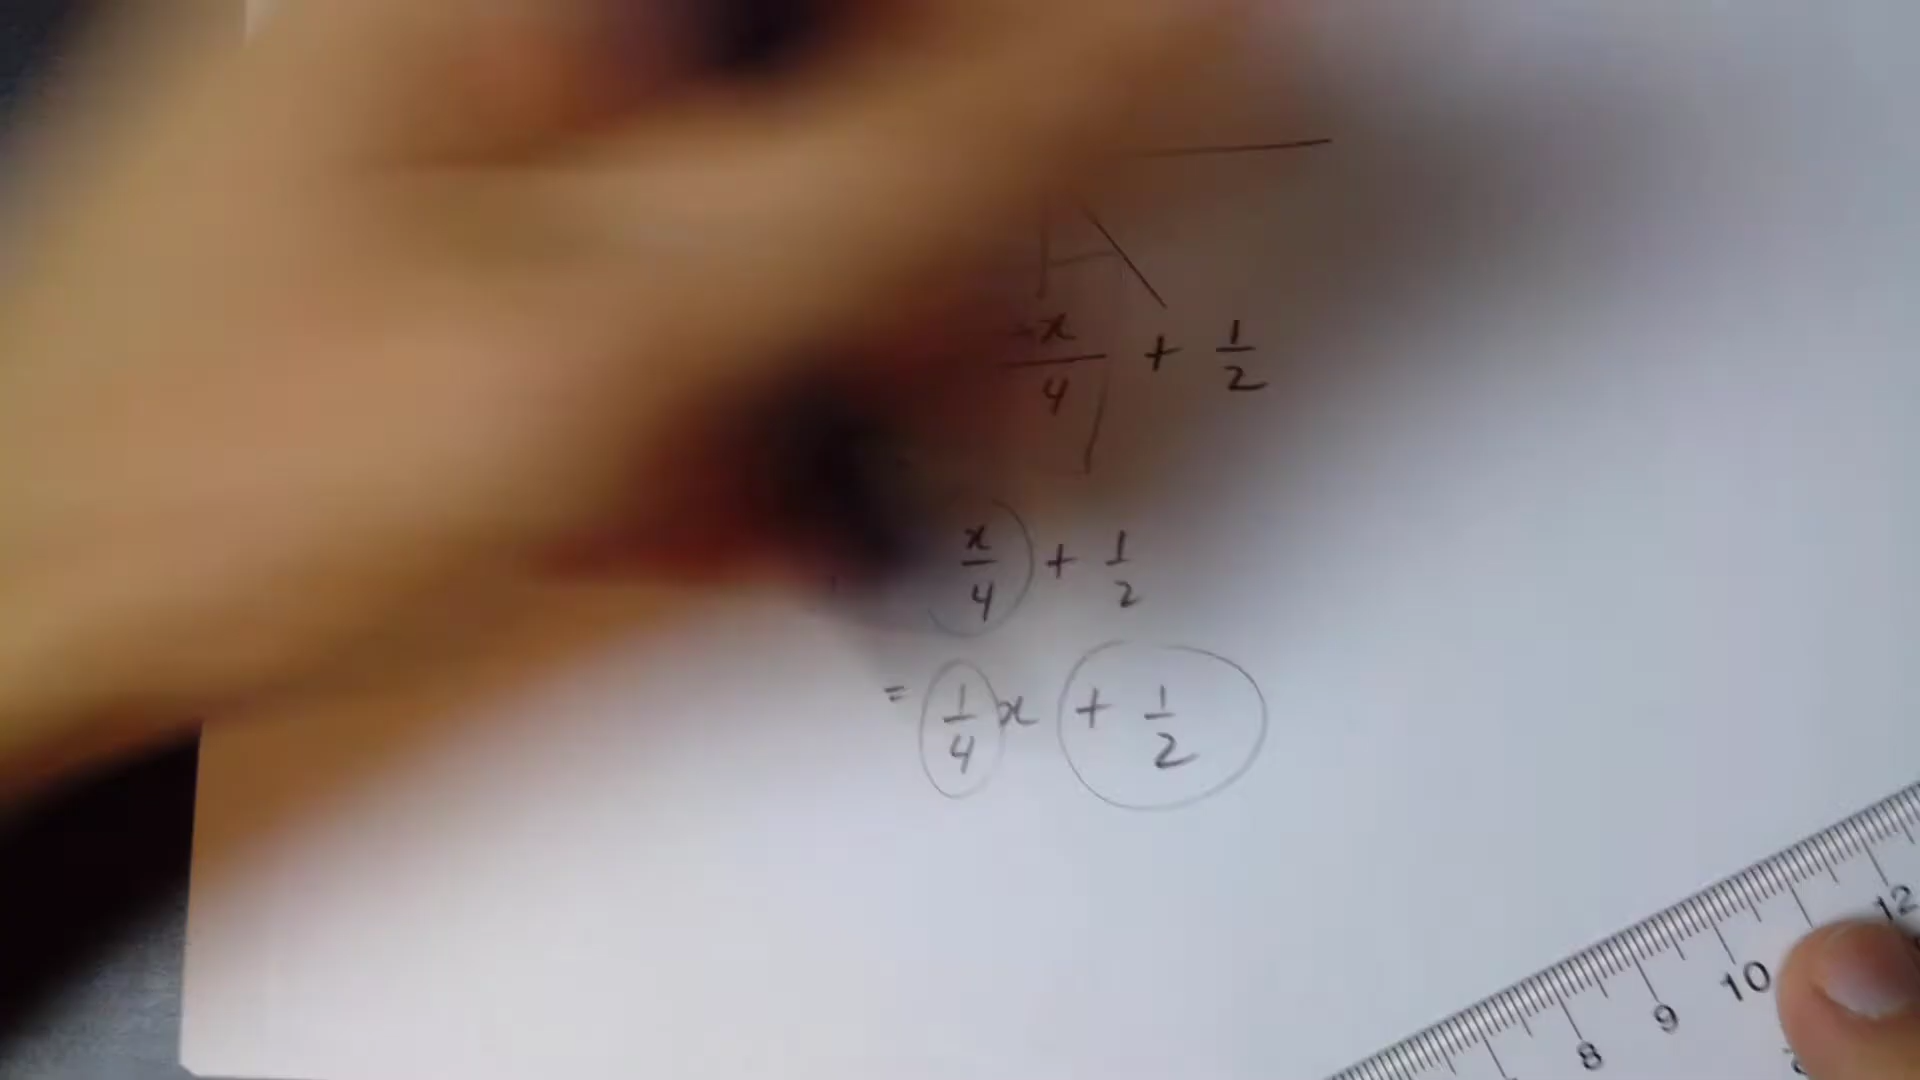 x/4 + 1/2
x/4 + 1/2
= 1/4 x + 1/2
12
10
9
8